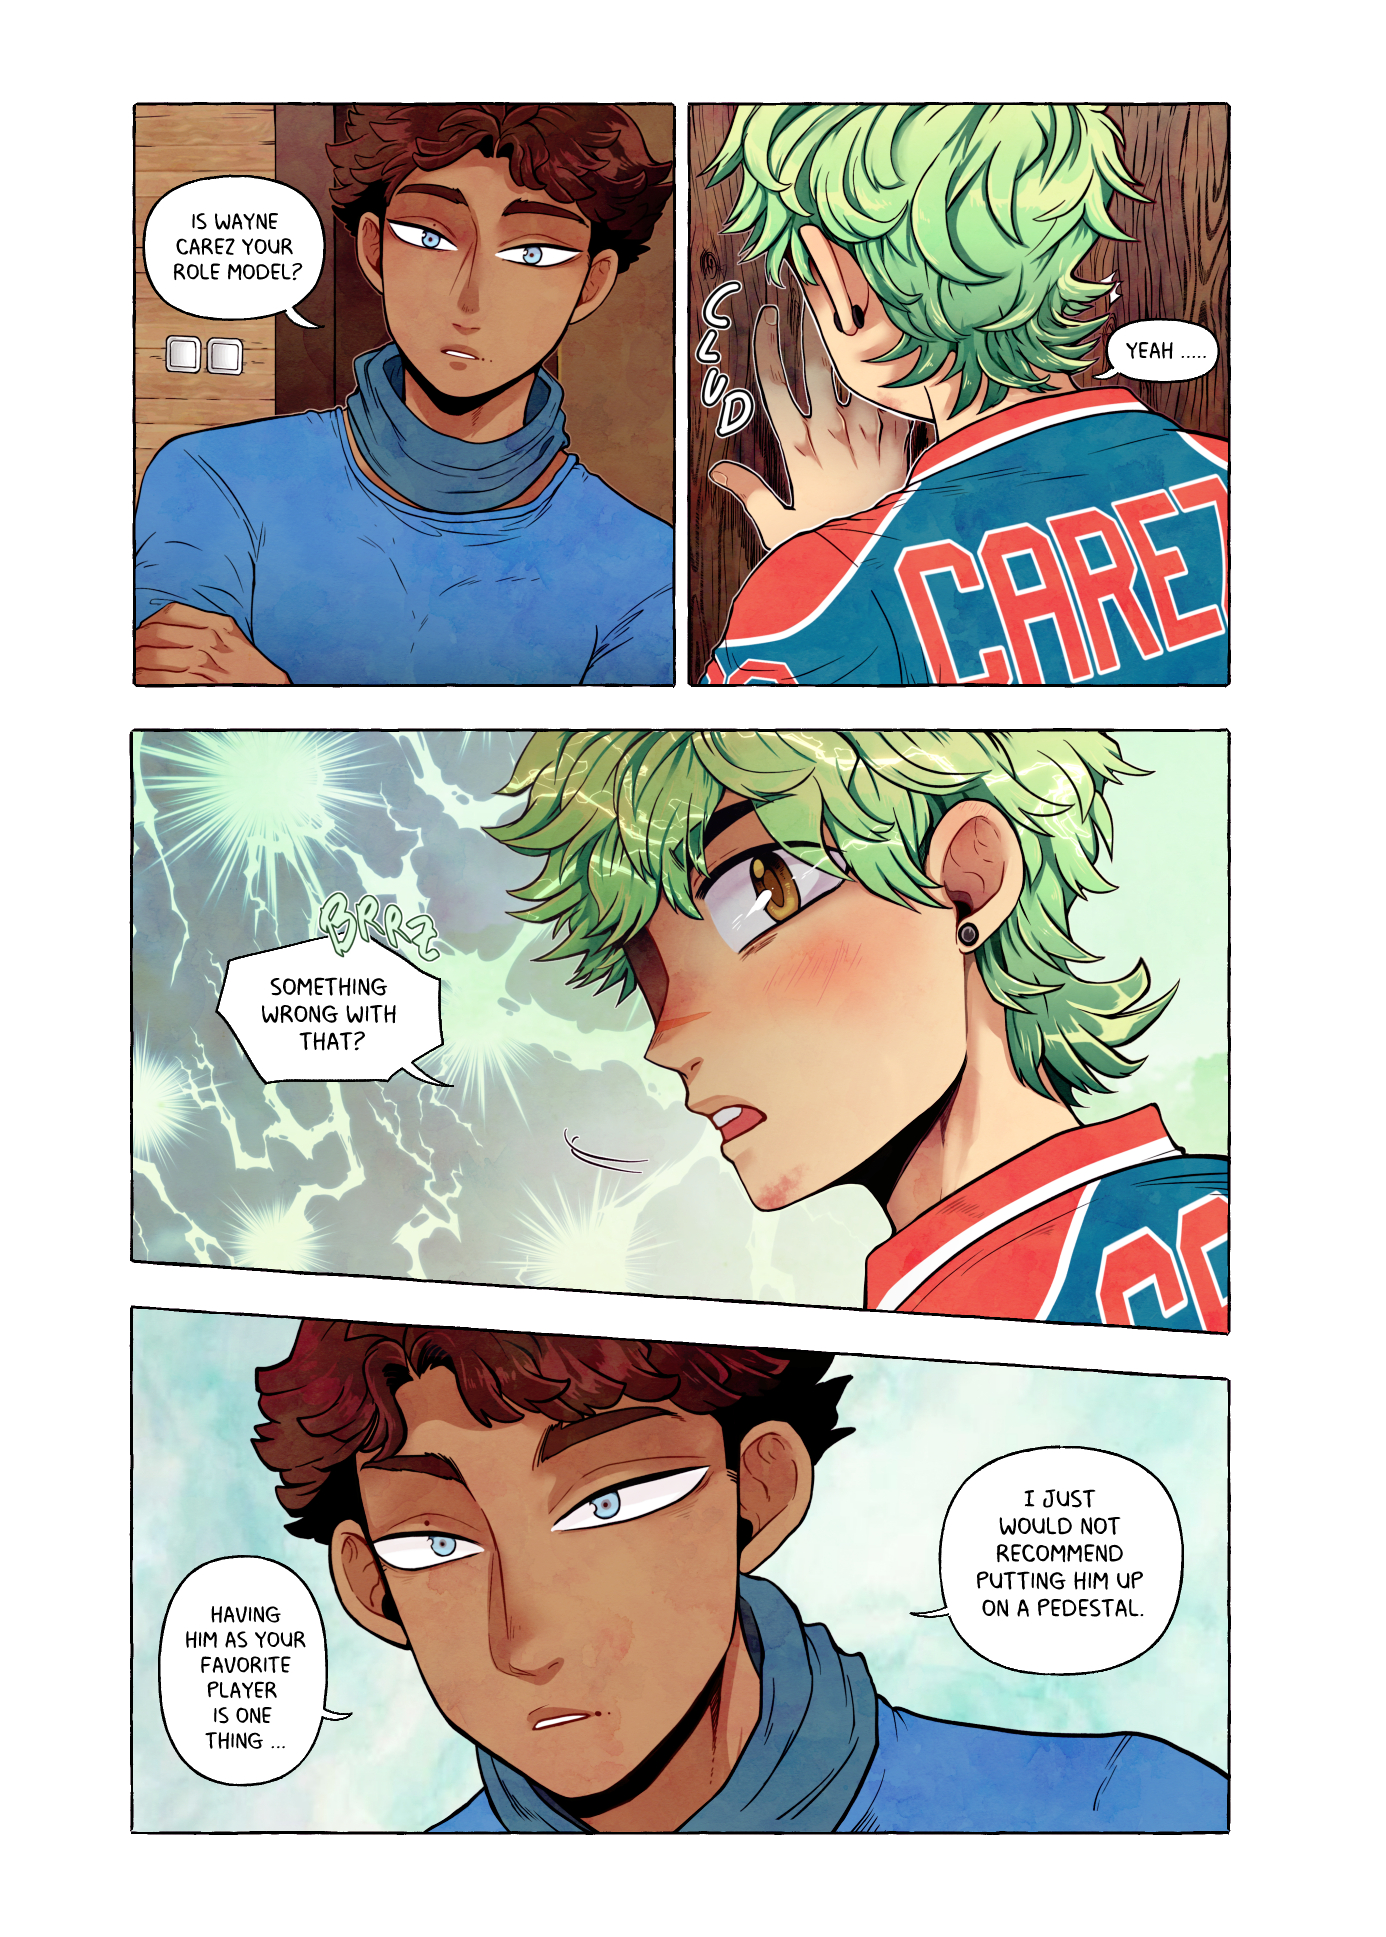 IS WAYNE
CAREZ YOUR
ROLE MODEL?
CLUD
YEAH .....
CAREZ
BRRZ
SOMETHING
WRONG WITH
THAT?
HAVING
HIM AS YOUR
FAVORITE
PLAYER
IS ONE
THING ...
I JUST
WOULD NOT
RECOMMEND
PUTTING HIM UP
ON A PEDESTAL.